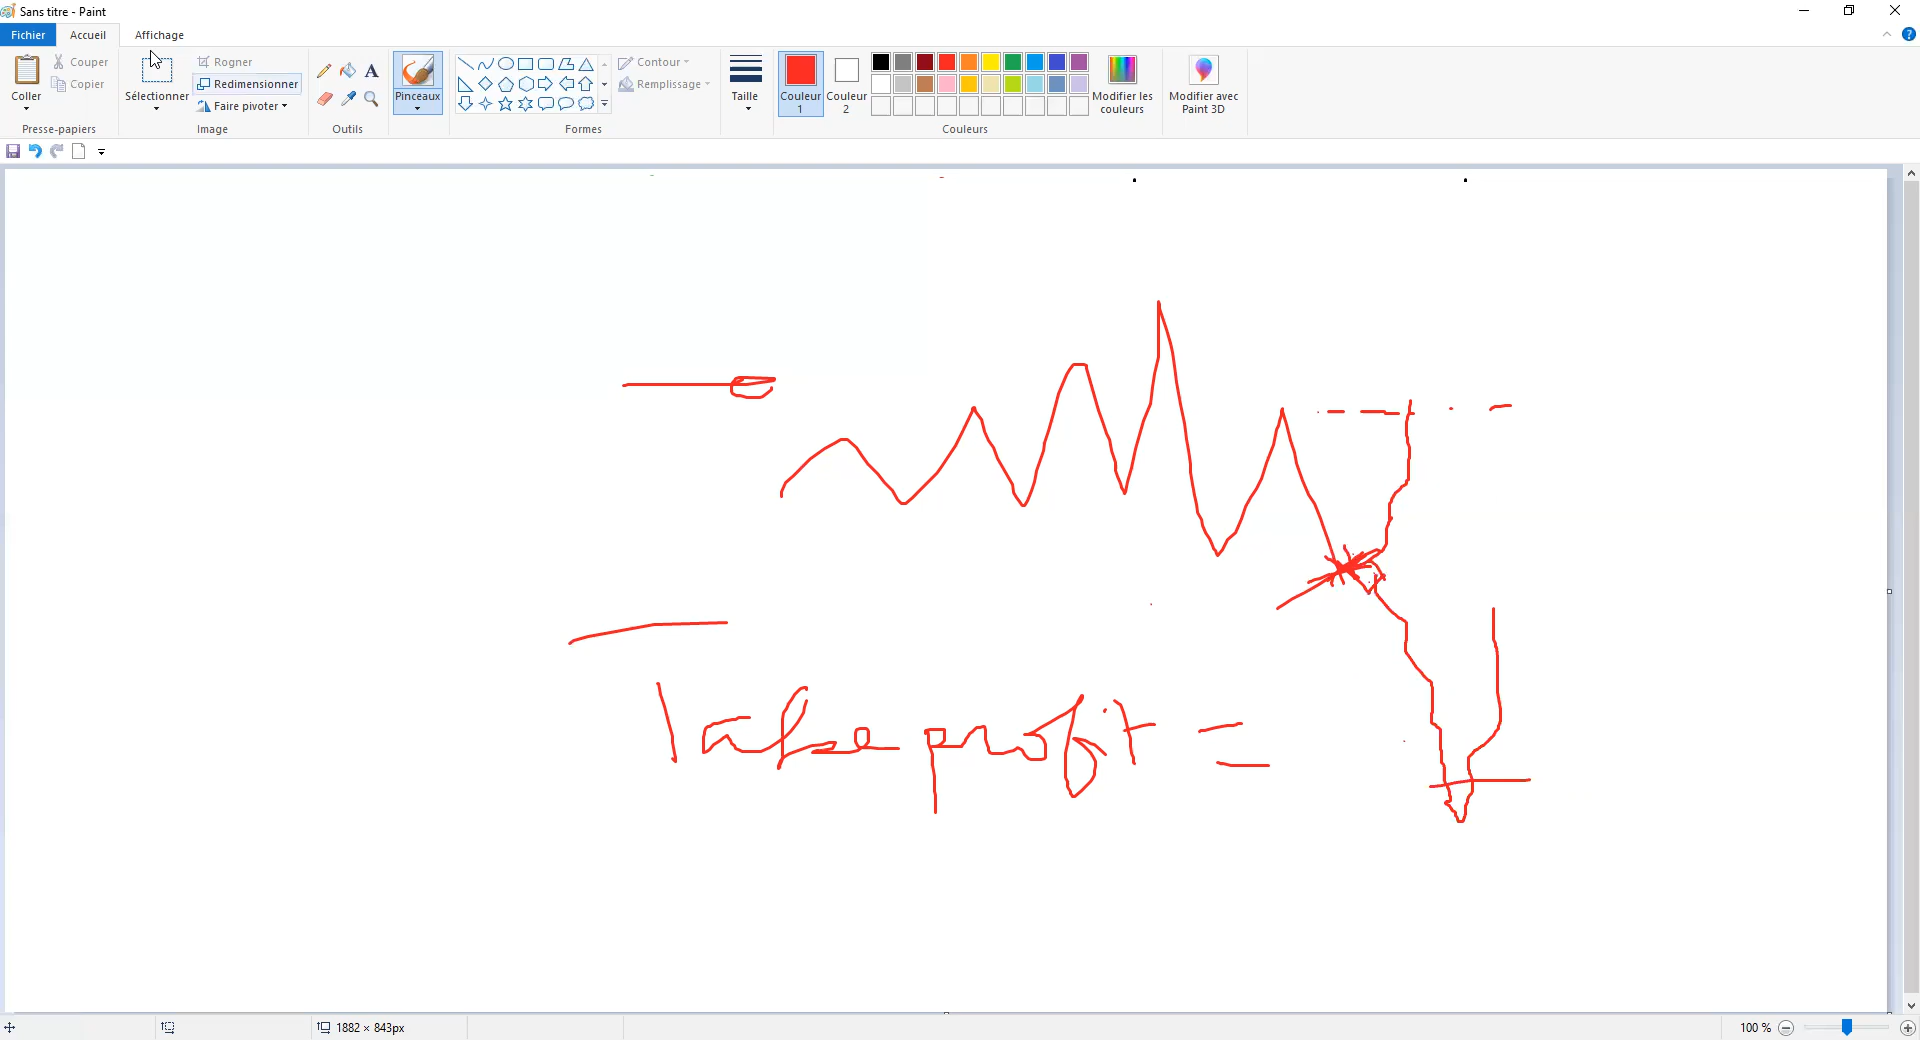 Sans titre - Paint
Fichier Accueil Affichage
Coller
Couper
Copier
Presse-papiers
Sélectionner
Rogner
Redimensionner
Faire pivoter
Image
Outils
Pinceaux
Formes
Contour
Remplissage
Taille
Couleur 1
Couleur 2
Couleurs
Modifier les couleurs
Modifier avec Paint 3D
Take profit =
1882 × 843px
100 %